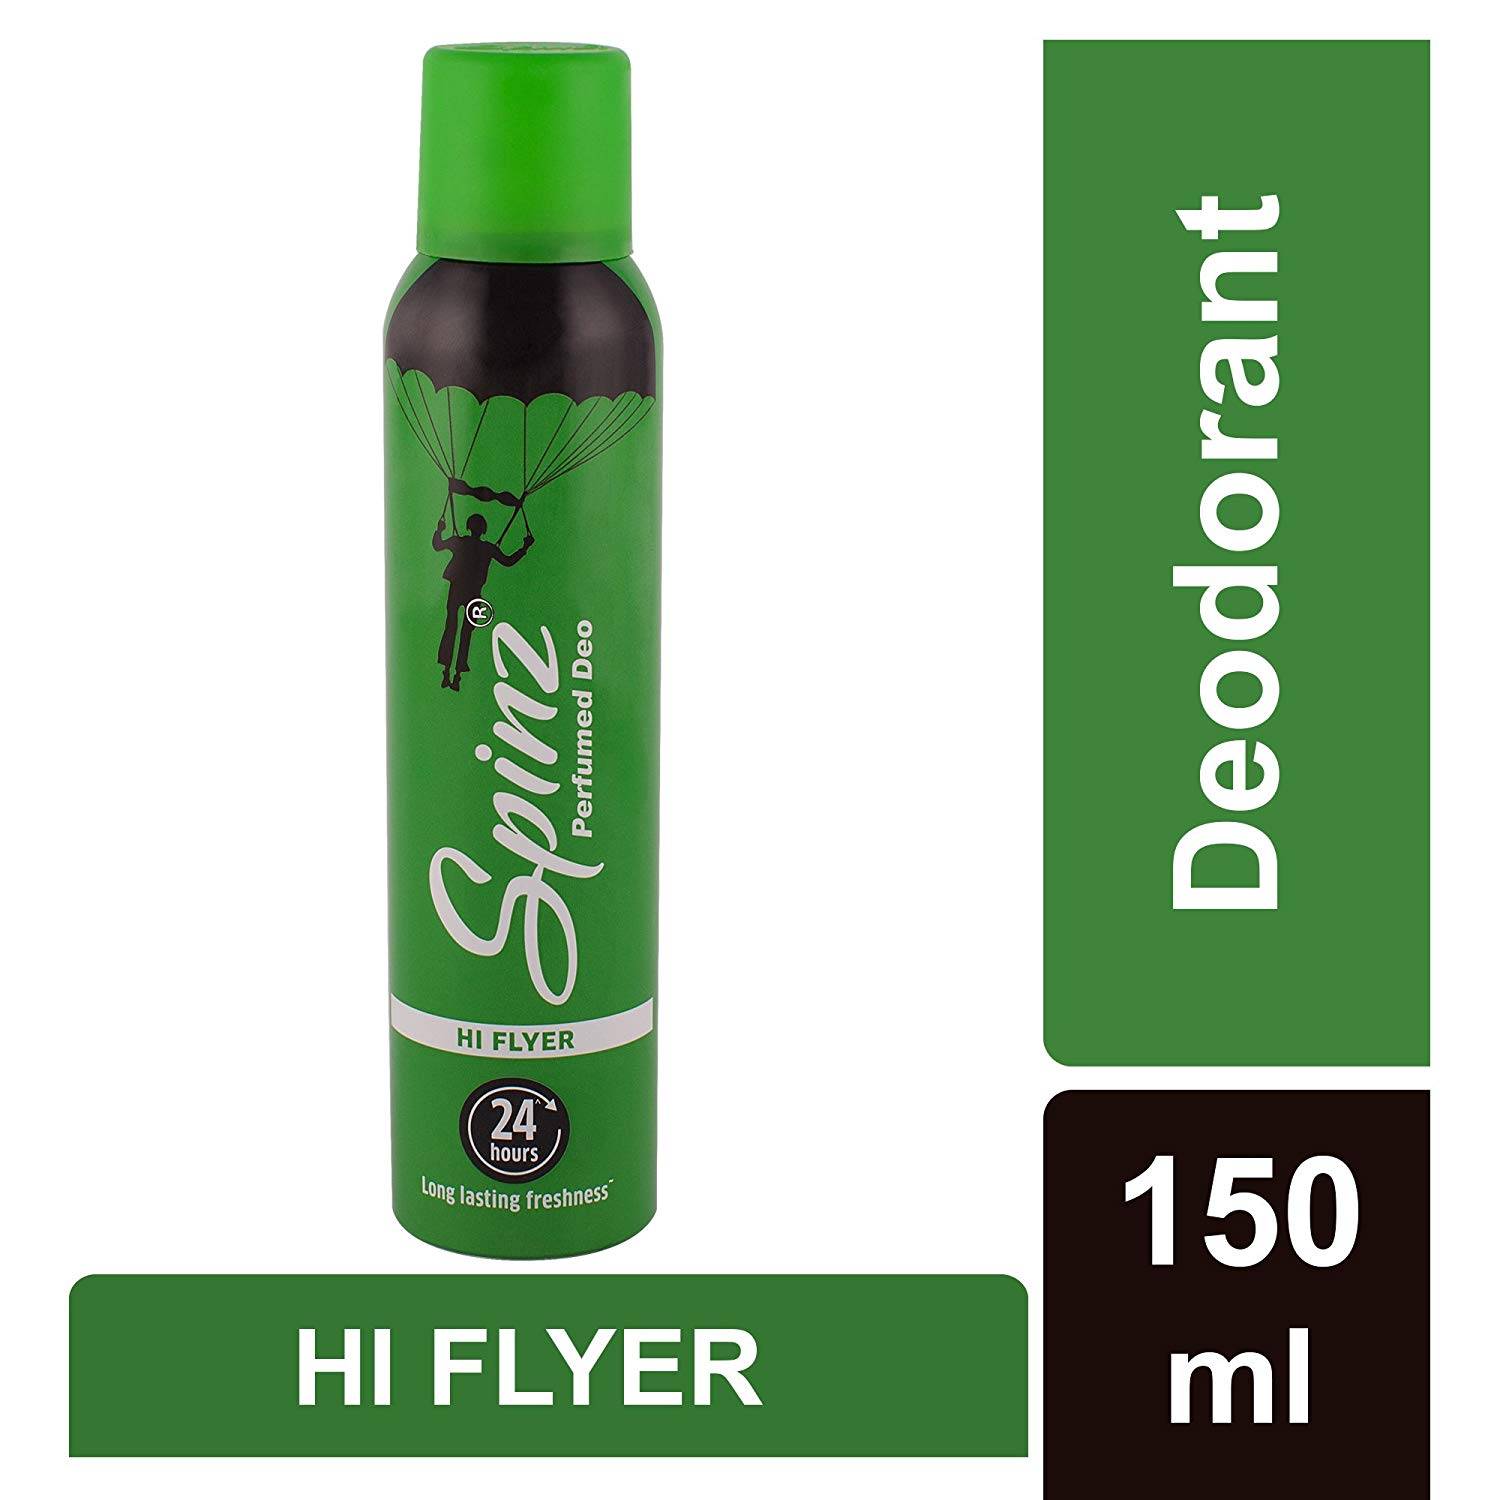 Spinz®
Perfumed Deo
HI FLYER
24^
hours
Long lasting freshness~
HI FLYER
Deodorant
150
ml